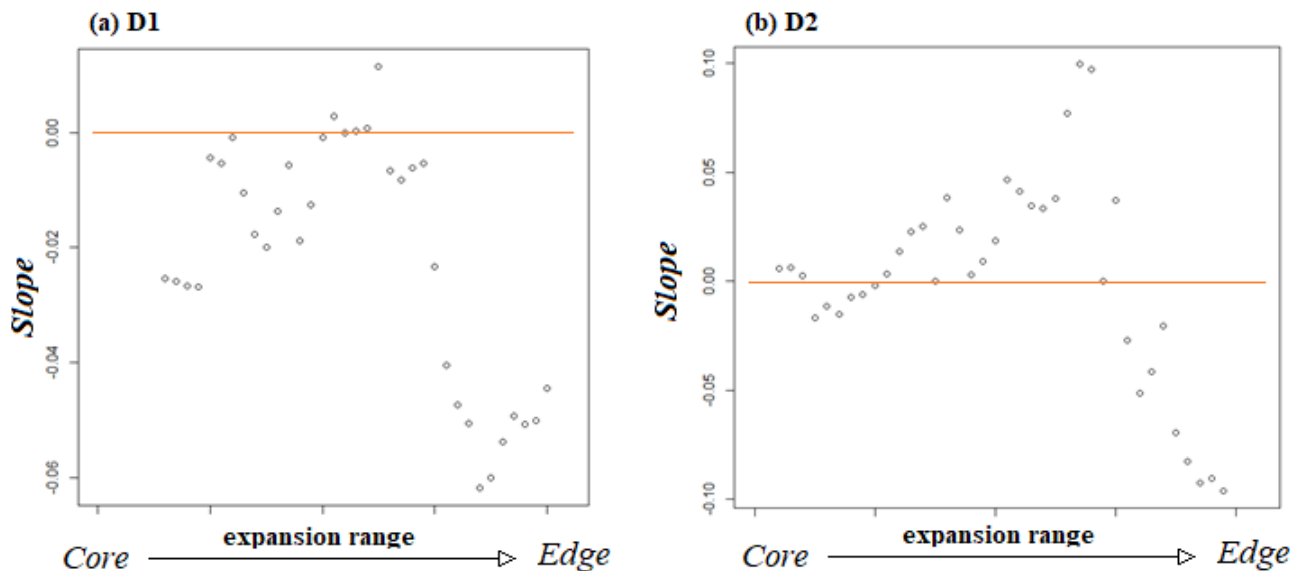 (a) D1
0.00
-0.02
-0.04
-0.06
Slope
expansion range
Core
Edge
(b) D2
0.10
0.05
0.00
-0.05
-0.10
Slope
expansion range
Core
Edge